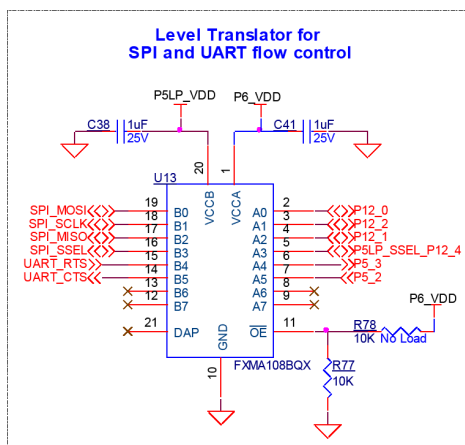 Level Translator for
SPI and UART flow control
P5LP_VDD
P6_VDD
C38
1uF
25V
C41
1uF
25V
U13
20
1
VCCB
VCCA
SPI_MOSI 19 B0 A0 2 P12_0
SPI_SCLK 18 B1 A1 3 P12_2
SPI_MISO 17 B2 A2 4 P12_1
SPI_SSEL 16 B3 A3 5 P5LP_SSEL_P12_4
UART_RTS 15 B4 A4 6 P5_3
UART_CTS 14 B5 A5 7 P5_2
13 B6 A6 8
12 B7 A7 9
P6_VDD
21 DAP OE 11
R78
10K
No Load
GND
FXMA108BQX
10
R77
10K